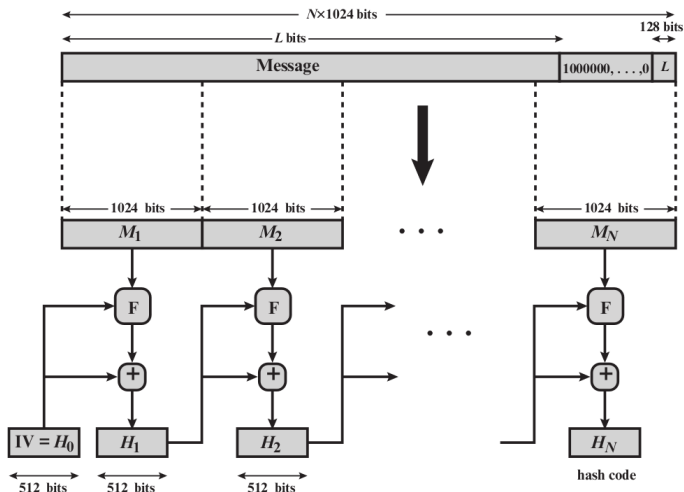 N×1024 bits
L bits
128 bits
Message
1000000, . . . ,0
L
1024 bits
1024 bits
1024 bits
M1
M2
. . .
MN
F
F
F
. . .
+
+
+
IV = H0
H1
H2
HN
hash code
512 bits
512 bits
512 bits